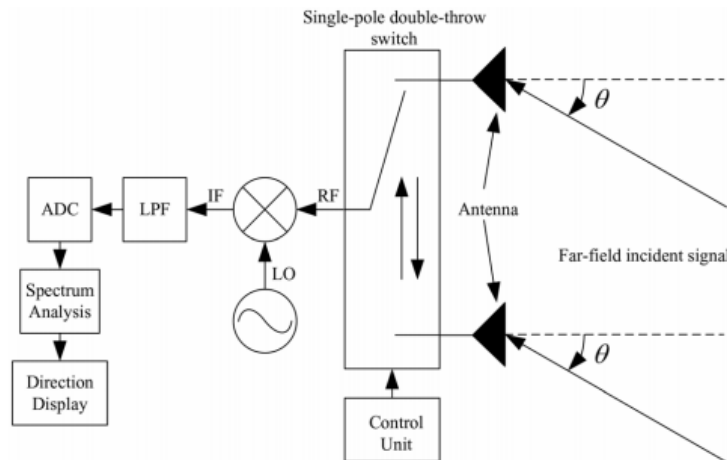 Single-pole double-throw
switch
θ
ADC
LPF
IF
RF
Antenna
Far-field incident signal
LO
Spectrum
Analysis
θ
Direction
Display
Control
Unit